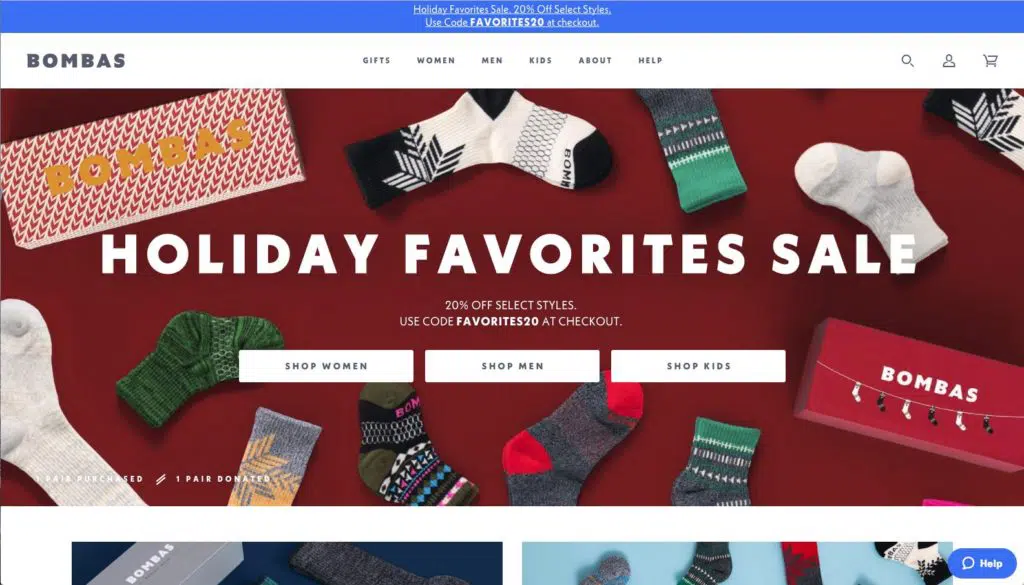 Holiday Favorites Sale. 20% Off Select Styles.
Use Code FAVORITES20 at checkout.
BOMBAS
GIFTS WOMEN MEN KIDS ABOUT HELP
BOMBAS
BOMB
HOLIDAY FAVORITES SALE
20% OFF SELECT STYLES.
USE CODE FAVORITES20 AT CHECKOUT.
SHOP WOMEN SHOP MEN SHOP KIDS
BOMBAS
BOM
1 PAIR PURCHASED // 1 PAIR DONATED
BOMBAS
Help